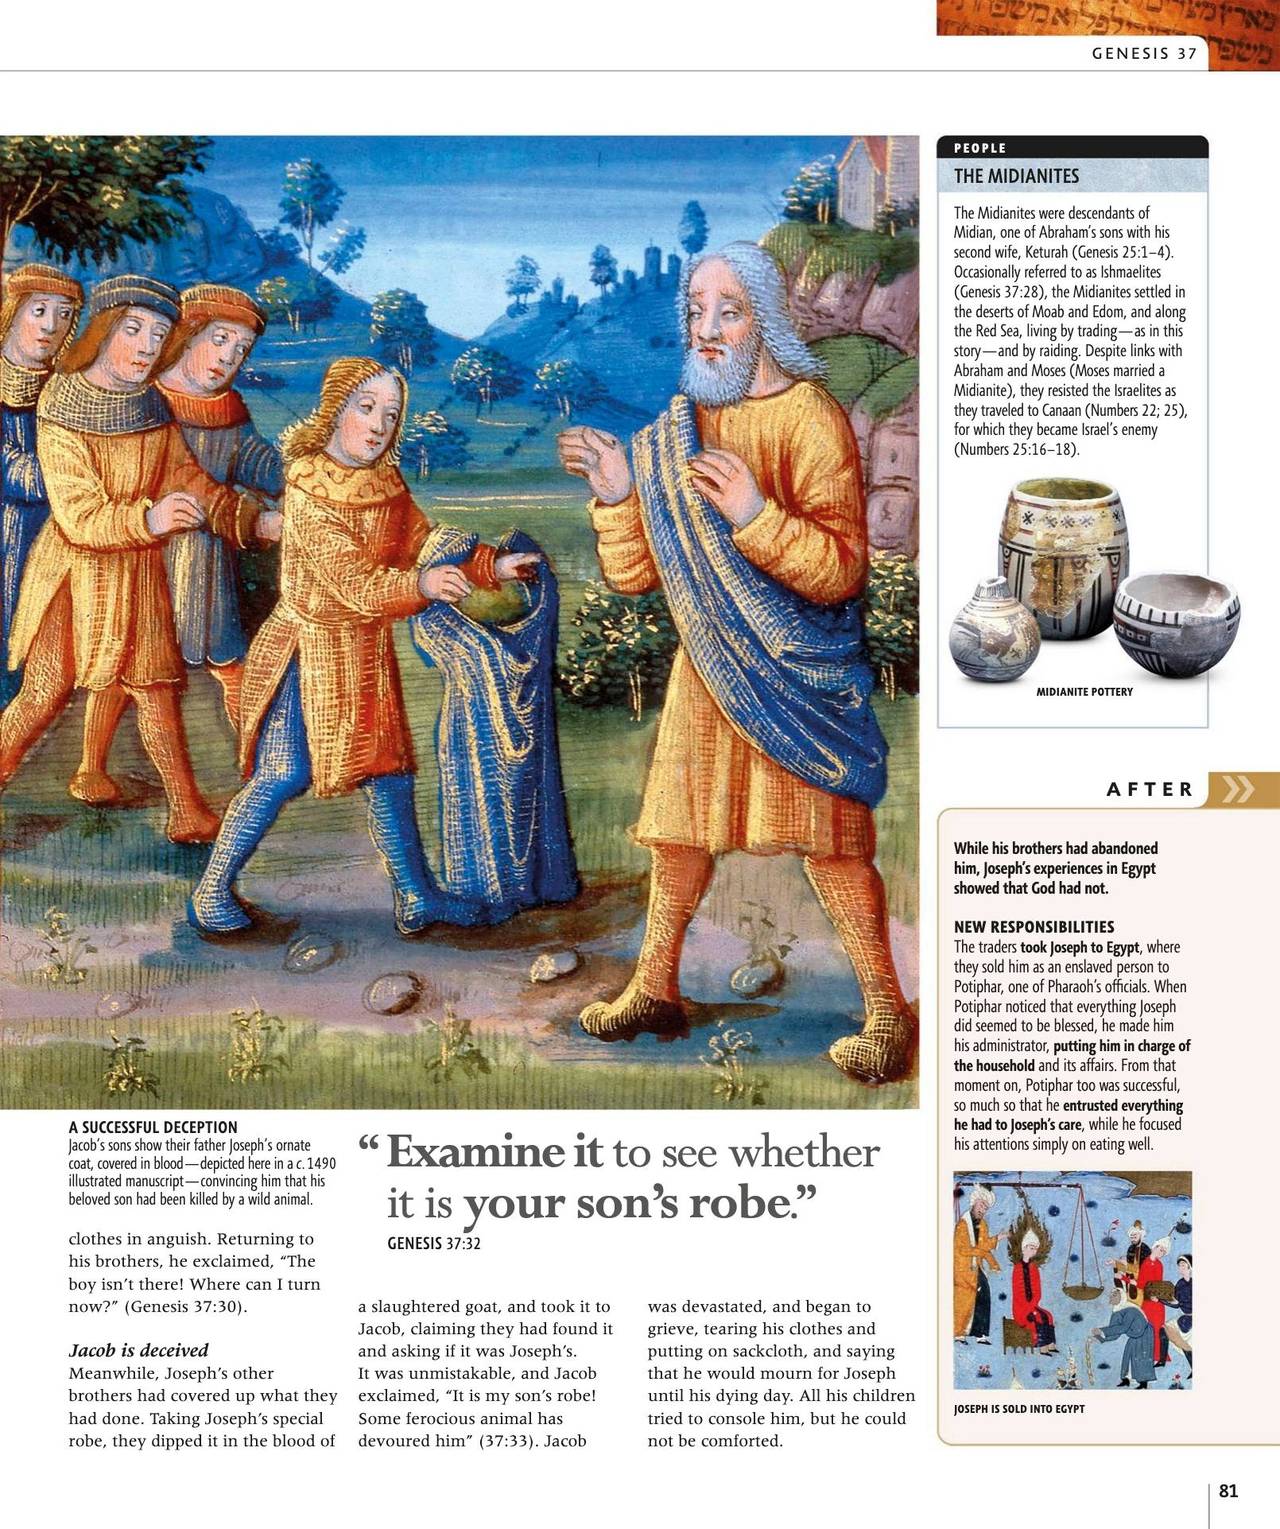 GENESIS 37
PEOPLE
THE MIDIANITES
The Midianites were descendants of
Midian, one of Abraham’s sons with his
second wife, Keturah (Genesis 25:1–4).
Occasionally referred to as Ishmaelites
(Genesis 37:28), the Midianites settled in
the deserts of Moab and Edom, and along
the Red Sea, living by trading—as in this
story—and by raiding. Despite links with
Abraham and Moses (Moses married a
Midianite), they resisted the Israelites as
they traveled to Canaan (Numbers 22; 25),
for which they became Israel’s enemy
(Numbers 25:16–18).
MIDIANITE POTTERY
AFTER
While his brothers had abandoned
him, Joseph’s experiences in Egypt
showed that God had not.
NEW RESPONSIBILITIES
The traders took Joseph to Egypt, where
they sold him as an enslaved person to
Potiphar, one of Pharaoh’s officials. When
Potiphar noticed that everything Joseph
did seemed to be blessed, he made him
his administrator, putting him in charge of
the household and its affairs. From that
moment on, Potiphar too was successful,
so much so that he entrusted everything
he had to Joseph’s care, while he focused
his attentions simply on eating well.
JOSEPH IS SOLD INTO EGYPT
A SUCCESSFUL DECEPTION
Jacob’s sons show their father Joseph’s ornate
coat, covered in blood—depicted here in a c. 1490
illustrated manuscript—convincing him that his
beloved son had been killed by a wild animal.
“Examine it to see whether
it is your son’s robe.”
GENESIS 37:32
clothes in anguish. Returning to
his brothers, he exclaimed, “The
boy isn’t there! Where can I turn
now?” (Genesis 37:30).
Jacob is deceived
Meanwhile, Joseph’s other
brothers had covered up what they
had done. Taking Joseph’s special
robe, they dipped it in the blood of
a slaughtered goat, and took it to
Jacob, claiming they had found it
and asking if it was Joseph’s.
It was unmistakable, and Jacob
exclaimed, “It is my son’s robe!
Some ferocious animal has
devoured him” (37:33). Jacob
was devastated, and began to
grieve, tearing his clothes and
putting on sackcloth, and saying
that he would mourn for Joseph
until his dying day. All his children
tried to console him, but he could
not be comforted.
81